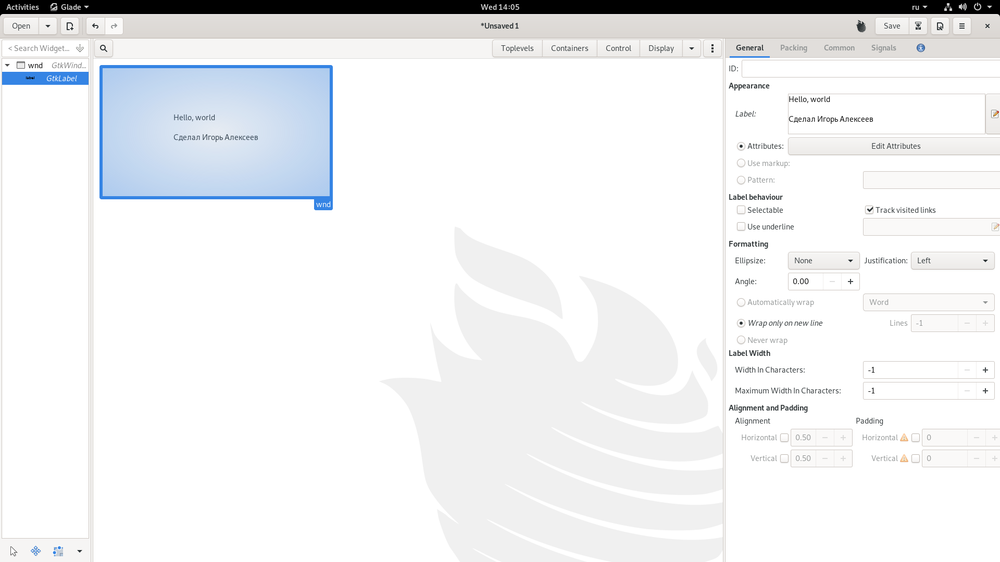 Activities Glade Wed 14:05 ru
Open *Unsaved 1 Save
< Search Widget... Toplevels Containers Control Display General Packing Common Signals
wnd GtkWind...
label GtkLabel
Hello, world
Сделал Игорь Алексеев
wnd
ID:
Appearance
Label: Hello, world
Сделал Игорь Алексеев
Attributes: Edit Attributes
Use markup:
Pattern:
Label behaviour
Selectable Track visited links
Use underline
Formatting
Ellipsize: None Justification: Left
Angle: 0.00
Automatically wrap Word
Wrap only on new line Lines -1
Never wrap
Label Width
Width In Characters: -1
Maximum Width In Characters: -1
Alignment and Padding
Alignment Padding
Horizontal 0.50 Horizontal 0
Vertical 0.50 Vertical 0